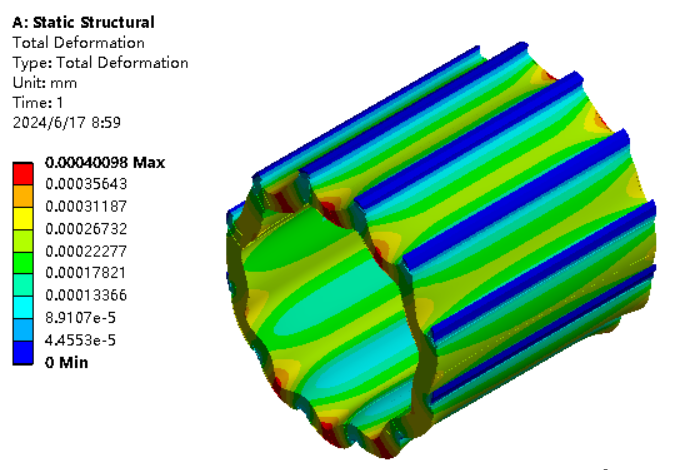 A: Static Structural
Total Deformation
Type: Total Deformation
Unit: mm
Time: 1
2024/6/17 8:59
0.00040098 Max
0.00035643
0.00031187
0.00026732
0.00022277
0.00017821
0.00013366
8.9107e-5
4.4553e-5
0 Min